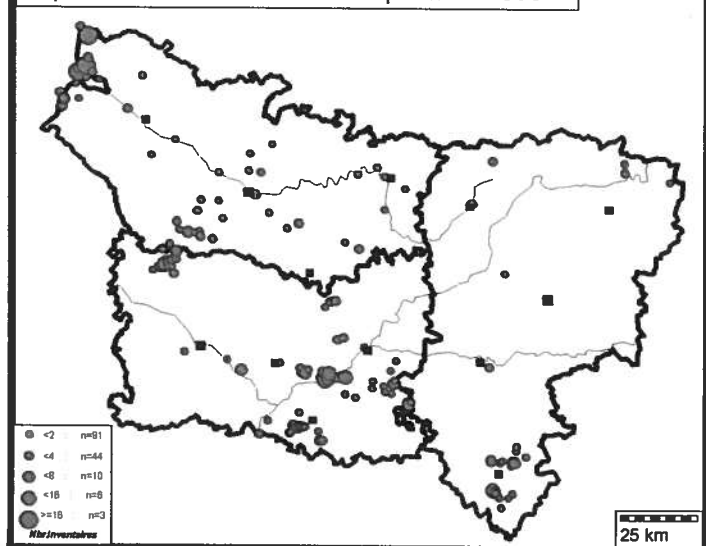 <2 : n=91
<4 : n=44
<8 : n=10
<16 : n=6
>=16 : n=3
Nbr.Inventaires
25 km